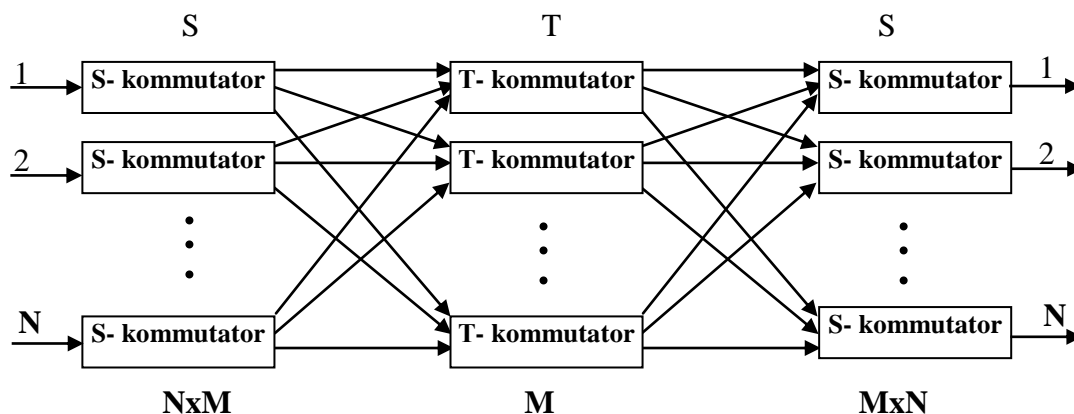 S T S
1 S- kommutator T- kommutator S- kommutator 1
2 S- kommutator T- kommutator S- kommutator 2
N S- kommutator T- kommutator S- kommutator N
NxM M MxN